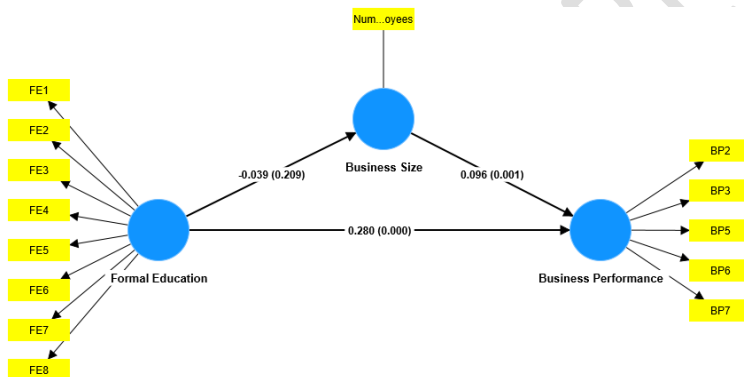 Num...oyees
FE1
FE2
FE3
FE4
FE5
FE6
FE7
FE8
Formal Education
-0.039 (0.209)
Business Size
0.096 (0.001)
0.280 (0.000)
Business Performance
BP2
BP3
BP5
BP6
BP7